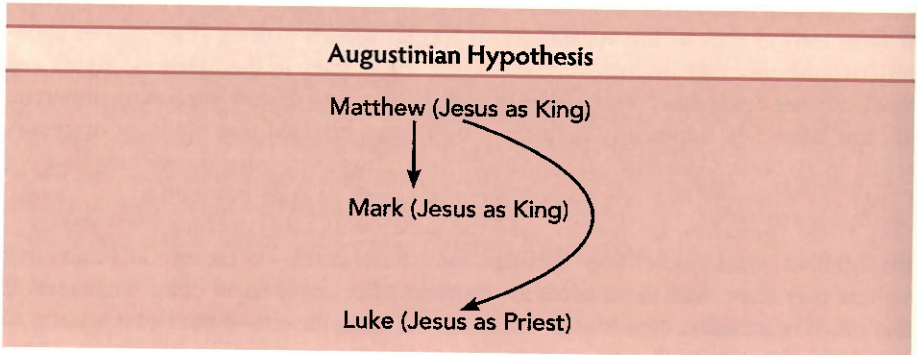 Augustinian Hypothesis
Matthew (Jesus as King)
Mark (Jesus as King)
Luke (Jesus as Priest)